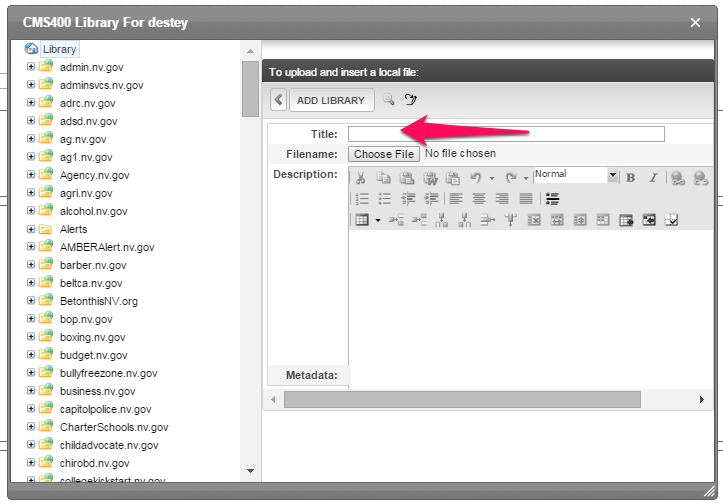 CMS400 Library For destey
Library
admin.nv.gov
adminsvcs.nv.gov
adrc.nv.gov
adsd.nv.gov
ag.nv.gov
ag1.nv.gov
Agency.nv.gov
agri.nv.gov
alcohol.nv.gov
Alerts
AMBERAlert.nv.gov
barber.nv.gov
beltca.nv.gov
BetonthisNV.org
bop.nv.gov
boxing.nv.gov
budget.nv.gov
bullyfreezone.nv.gov
business.nv.gov
capitolpolice.nv.gov
CharterSchools.nv.gov
childadvocate.nv.gov
chirobd.nv.gov
collegekickstart.nv.gov
To upload and insert a local file:
ADD LIBRARY
Title:
Filename: Choose File No file chosen
Description:
Normal B I
Metadata: